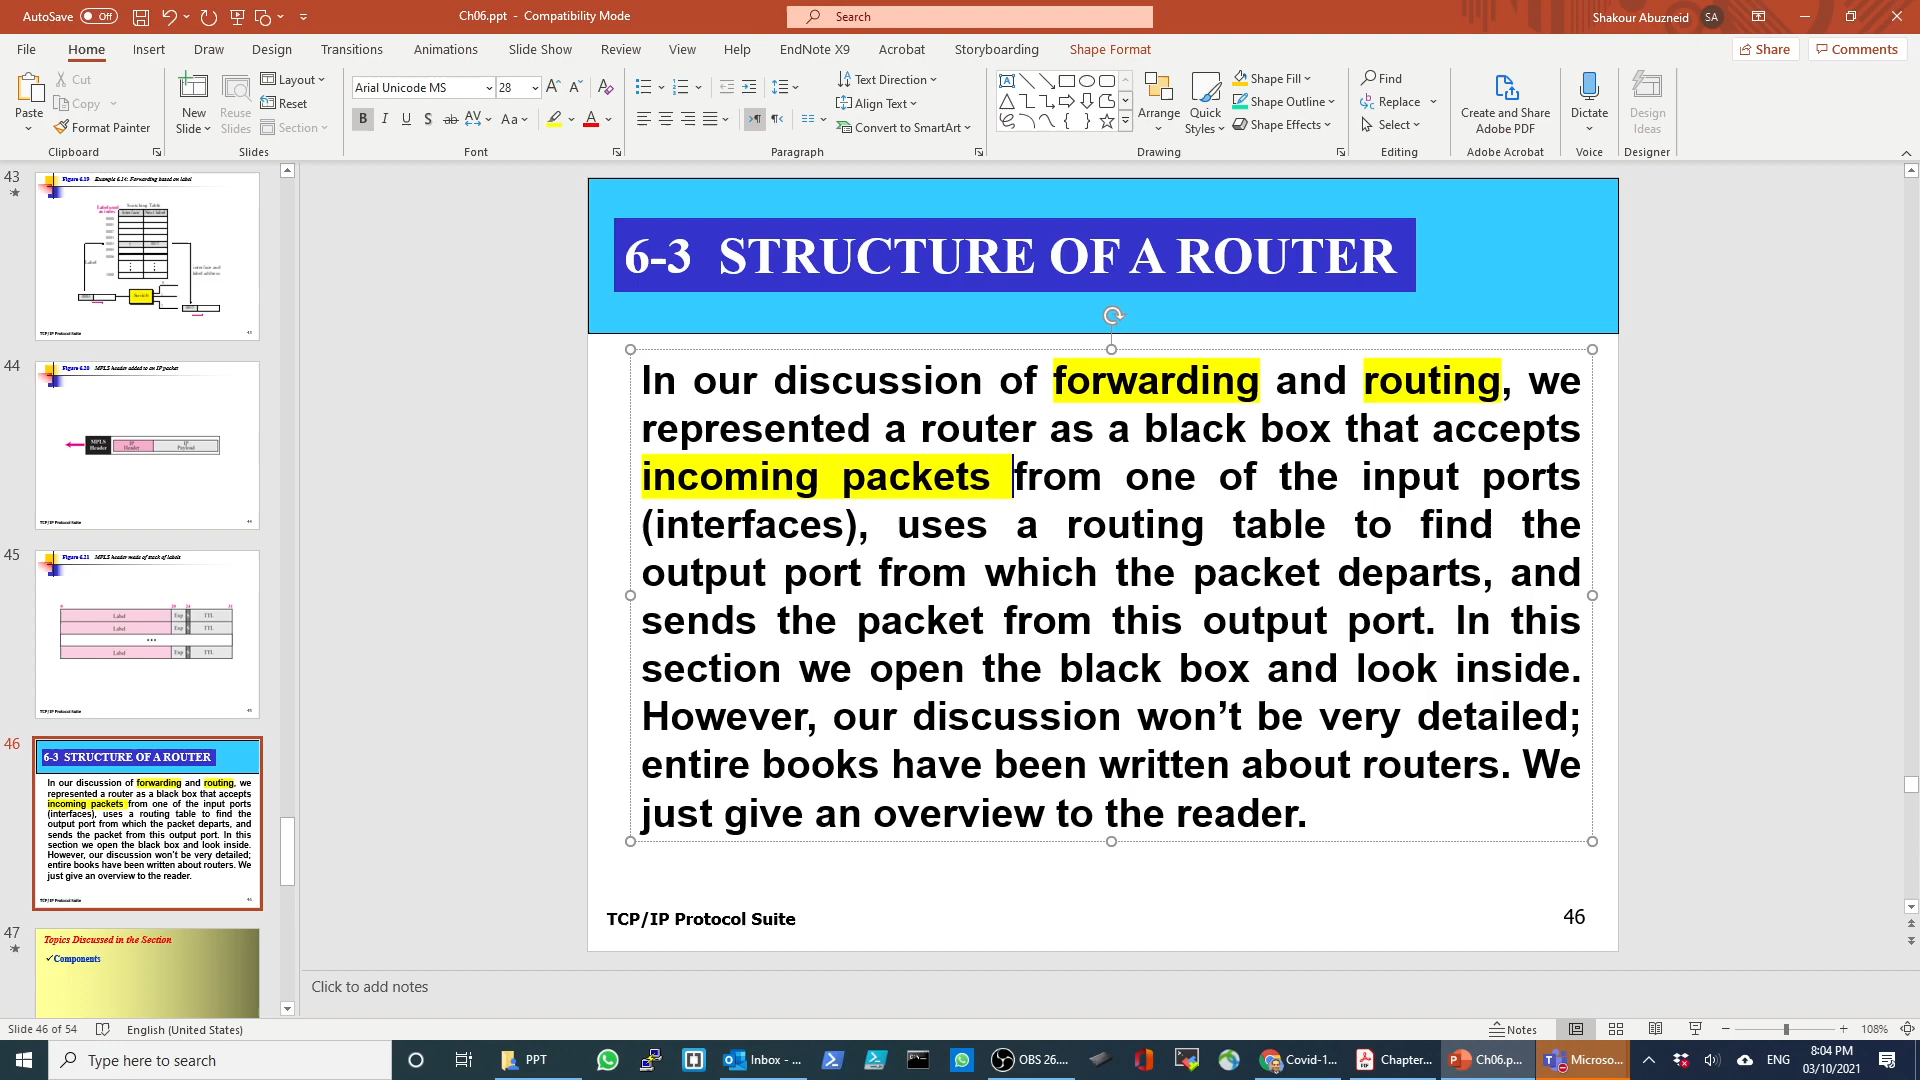 AutoSave Off
Ch06.ppt - Compatibility Mode
Search
Shakour Abuzneid SA
File Home Insert Draw Design Transitions Animations Slide Show Review View Help EndNote X9 Acrobat Storyboarding Shape Format
Share Comments
Paste
Cut
Copy
Format Painter
Clipboard
New Slide
Reuse Slides
Layout
Reset
Section
Slides
Arial Unicode MS 28
Font
Text Direction
Align Text
Convert to SmartArt
Paragraph
Arrange
Quick Styles
Shape Fill
Shape Outline
Shape Effects
Drawing
Find
Replace
Select
Editing
Create and Share Adobe PDF
Adobe Acrobat
Dictate
Voice
Design Ideas
Designer
43
Figure 6.19 Example 6.14: Forwarding based on label
Switching Table
Interface Next label
Label
Switch
TCP/IP Protocol Suite 43
44
Figure 6.20 MPLS header added to an IP packet
MPLS Header
IP Header
IP Payload
TCP/IP Protocol Suite 44
45
Figure 6.21 MPLS header made of stack of labels
0 20 24 31
Label Exp S TTL
Label Exp S TTL
Label Exp S TTL
TCP/IP Protocol Suite 45
46
6-3 STRUCTURE OF A ROUTER
In our discussion of forwarding and routing, we
represented a router as a black box that accepts
incoming packets from one of the input ports
(interfaces), uses a routing table to find the
output port from which the packet departs, and
sends the packet from this output port. In this
section we open the black box and look inside.
However, our discussion won't be very detailed;
entire books have been written about routers. We
just give an overview to the reader.
TCP/IP Protocol Suite 46
47
Topics Discussed in the Section
✓Components
6-3 STRUCTURE OF A ROUTER
In our discussion of forwarding and routing, we
represented a router as a black box that accepts
incoming packets from one of the input ports
(interfaces), uses a routing table to find the
output port from which the packet departs, and
sends the packet from this output port. In this
section we open the black box and look inside.
However, our discussion won’t be very detailed;
entire books have been written about routers. We
just give an overview to the reader.
TCP/IP Protocol Suite 46
Click to add notes
Slide 46 of 54 English (United States)
Notes 108%
Type here to search
PPT
Inbox - ...
OBS 26....
Covid-1...
Chapter...
Ch06.p...
Microso...
ENG
8:04 PM
03/10/2021